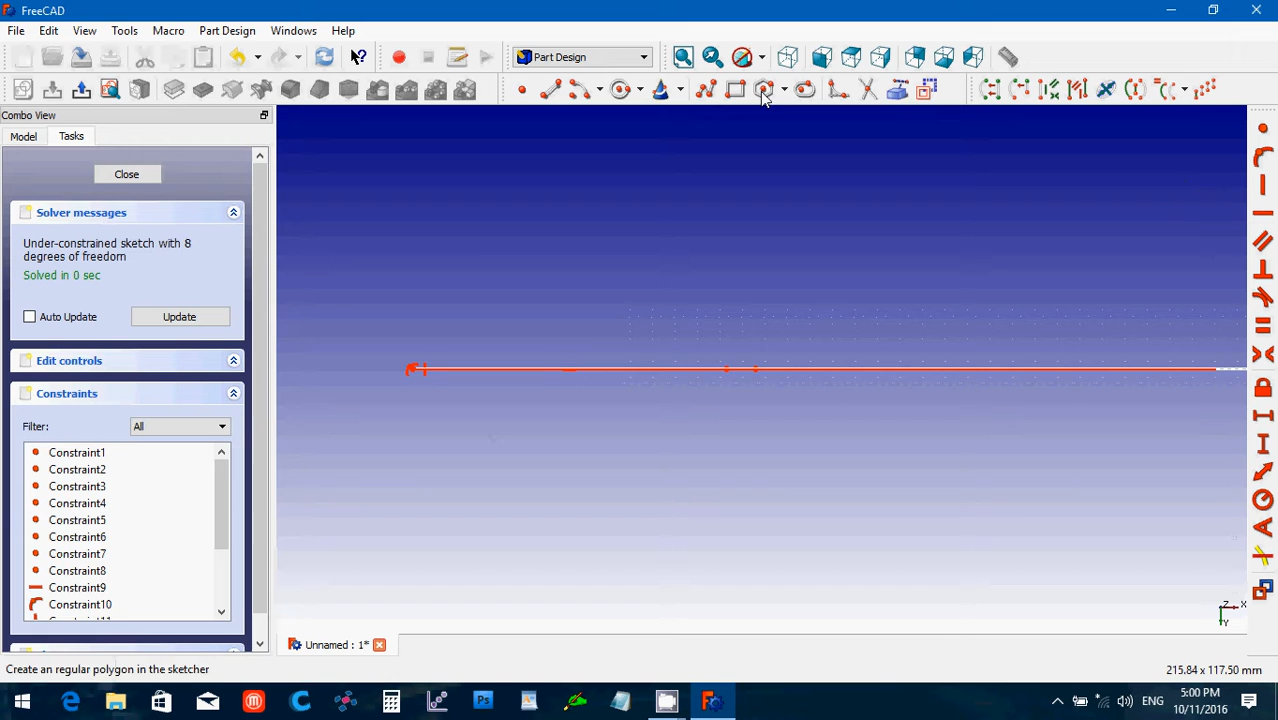 FreeCAD
File Edit View Tools Macro Part Design Windows Help
Part Design
Combo View
Model Tasks
Close
Solver messages
Under-constrained sketch with 8
degrees of freedom
Solved in 0 sec
Auto Update Update
Edit controls
Constraints
Filter: All
Constraint1
Constraint2
Constraint3
Constraint4
Constraint5
Constraint6
Constraint7
Constraint8
Constraint9
Constraint10
Z X
Y
Unnamed : 1*
Create an regular polygon in the sketcher
215.84 x 117.50 mm
ENG
5:00 PM
10/11/2016